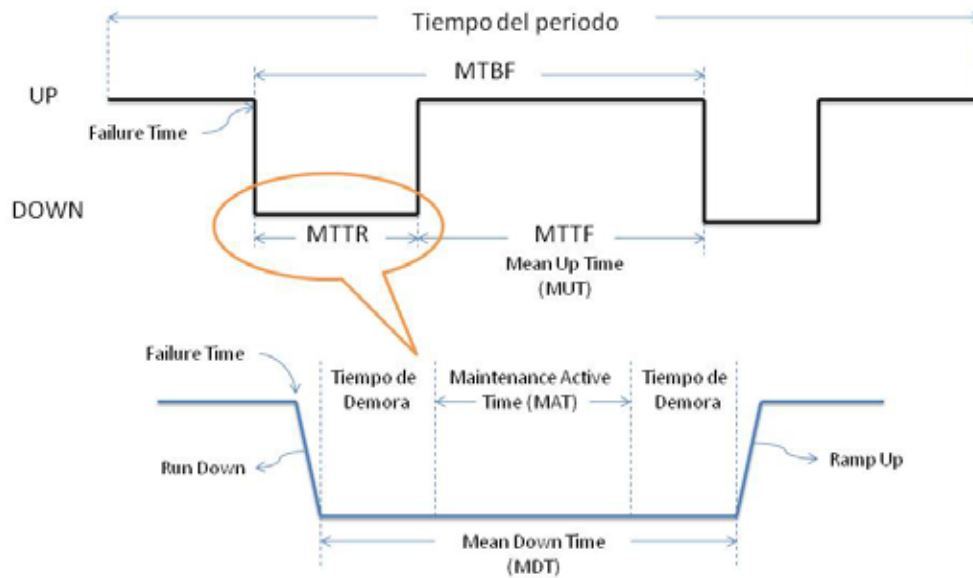 Tiempo del periodo
MTBF
UP
Failure Time
DOWN
MTTR
MTTF
Mean Up Time
(MUT)
Failure Time
Tiempo de
Demora
Maintenance Active
Time (MAT)
Tiempo de
Demora
Run Down
Ramp Up
Mean Down Time
(MDT)